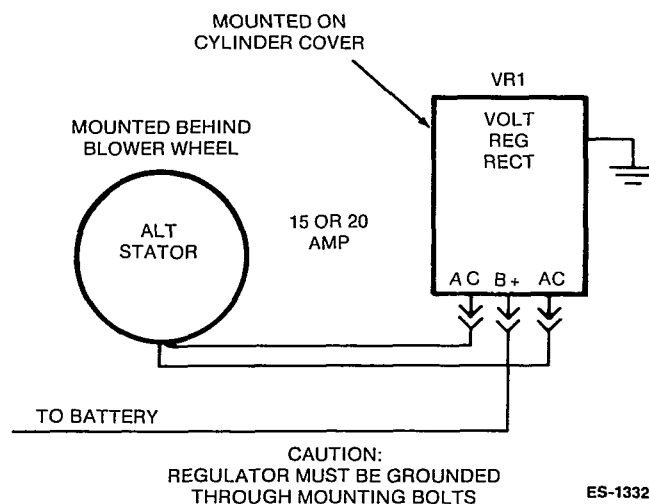 MOUNTED ON
CYLINDER COVER
VR1
VOLT
REG
RECT
MOUNTED BEHIND
BLOWER WHEEL
ALT
STATOR
15 OR 20
AMP
AC B+ AC
TO BATTERY
CAUTION:
REGULATOR MUST BE GROUNDED
THROUGH MOUNTING BOLTS
ES-1332